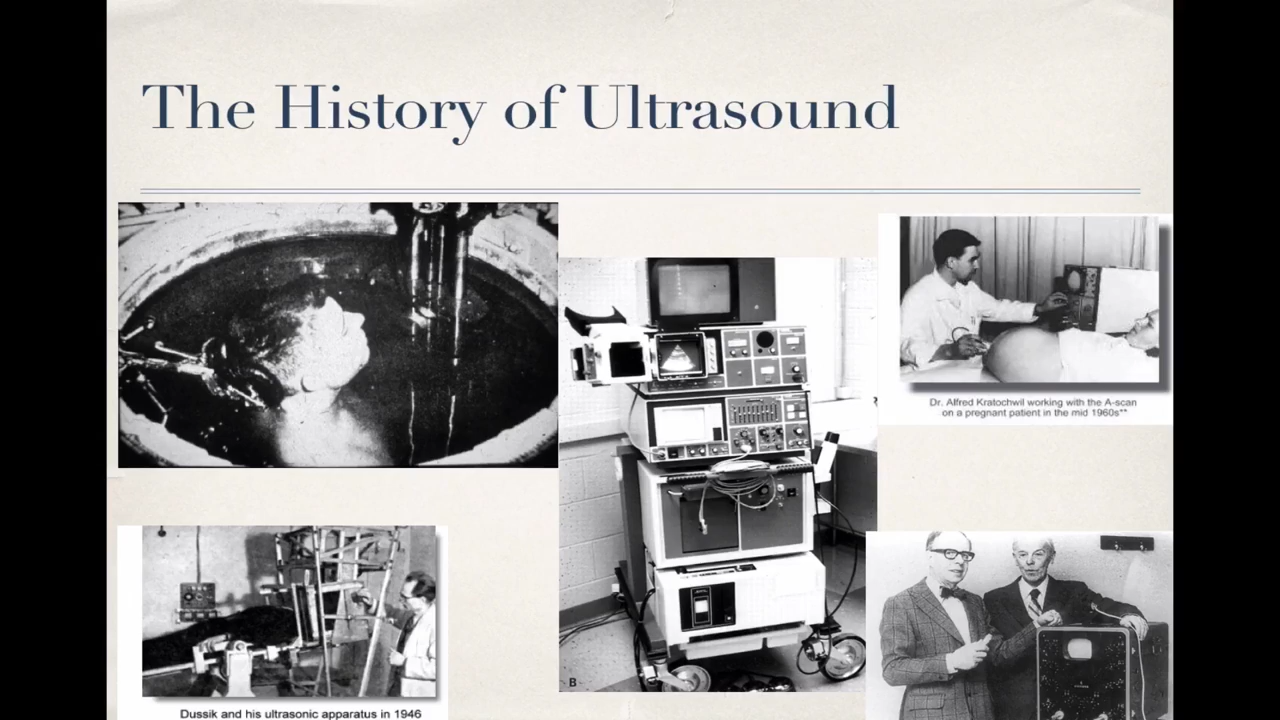 The History of Ultrasound
Dr. Alfred Kratochwil working with the A-scan
on a pregnant patient in the mid 1960s**
B
Dussik and his ultrasonic apparatus in 1946